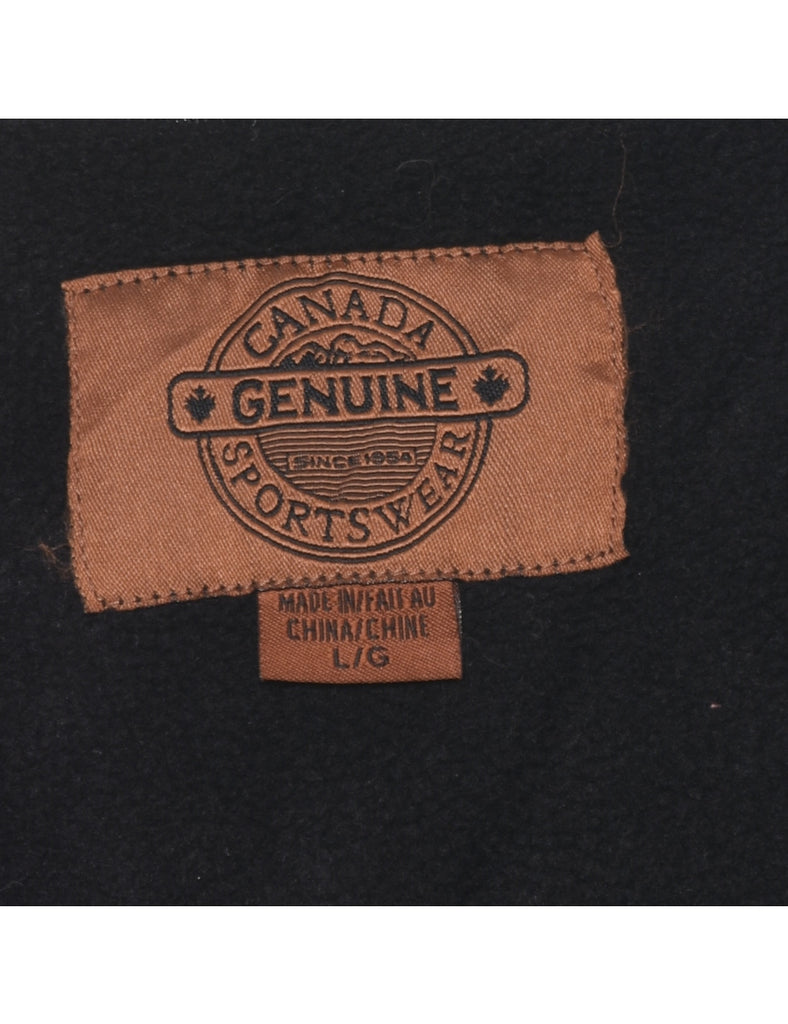 CANADA
GENUINE
SINCE 1954
SPORTSWEAR
MADE IN/FAIT AU
CHINA/CHINE
L/G